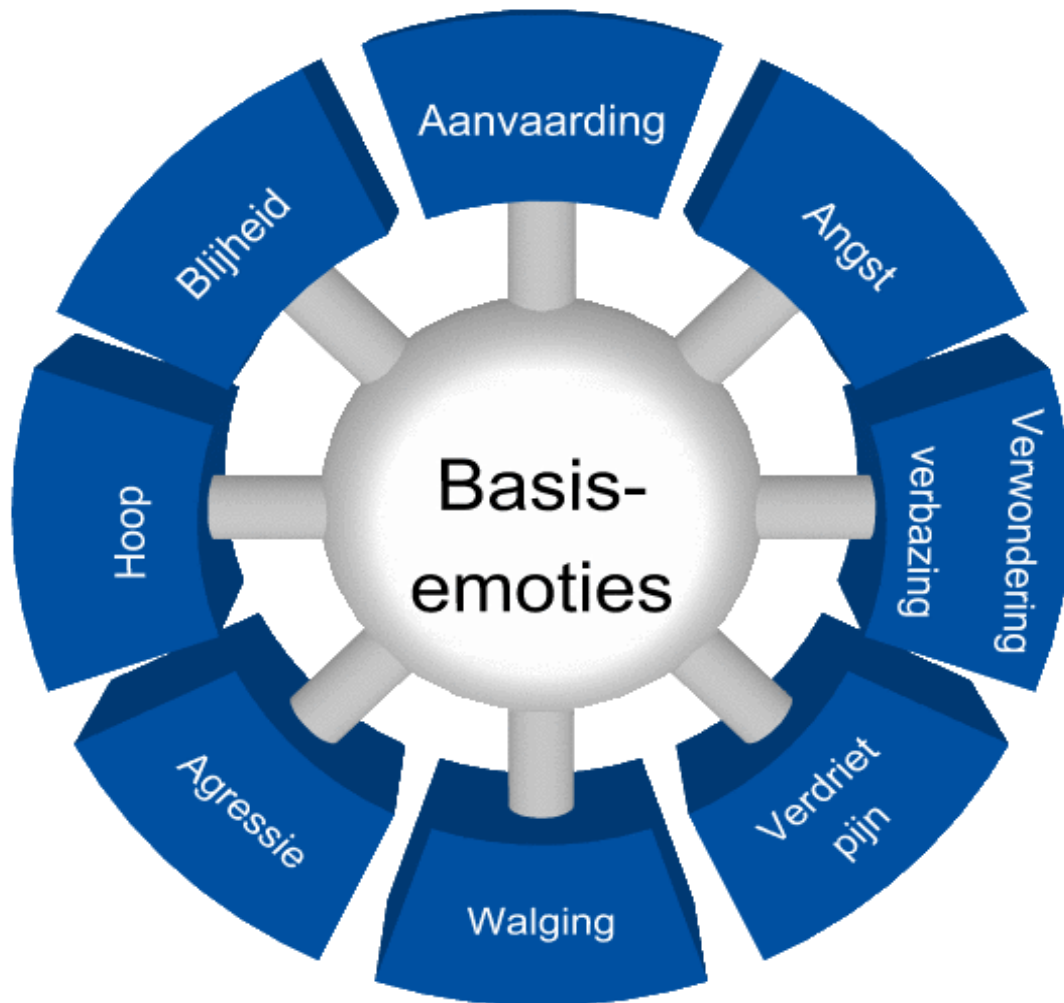 Aanvaarding
Angst
Verwondering
verbazing
Verdriet
pijn
Walging
Agressie
Hoop
Blijheid
Basis-
emoties